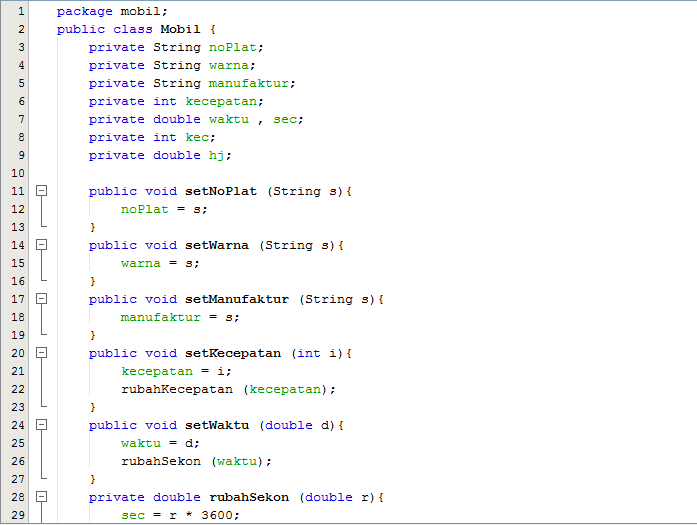 1 package mobil;
2 public class Mobil {
3 private String noPlat;
4 private String warna;
5 private String manufaktur;
6 private int kecepatan;
7 private double waktu , sec;
8 private int kec;
9 private double hj;
10
11 public void setNoPlat (String s){
12 noPlat = s;
13 }
14 public void setWarna (String s){
15 warna = s;
16 }
17 public void setManufaktur (String s){
18 manufaktur = s;
19 }
20 public void setKecepatan (int i){
21 kecepatan = i;
22 rubahKecepatan (kecepatan);
23 }
24 public void setWaktu (double d){
25 waktu = d;
26 rubahSekon (waktu);
27 }
28 private double rubahSekon (double r){
29 sec = r * 3600;